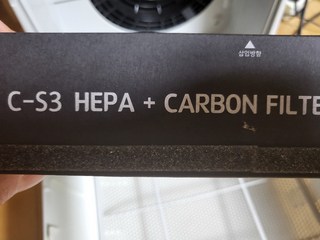 삽입방향
C-S3 HEPA + CARBON FILTE